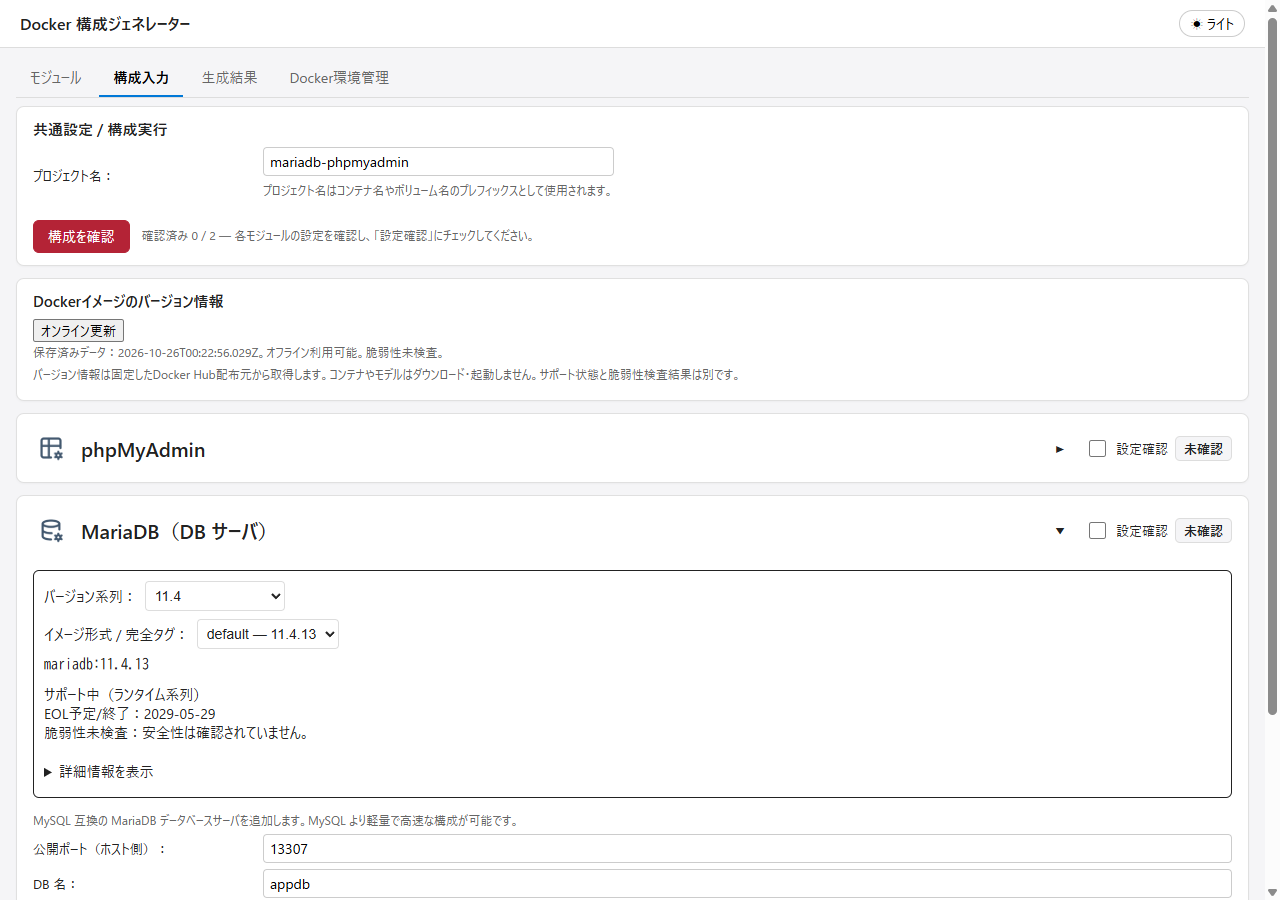 Docker 構成ジェネレーター
ライト
モジュール 構成入力 生成結果 Docker環境管理
共通設定 / 構成実行
プロジェクト名：
mariadb-phpmyadmin
プロジェクト名はコンテナ名やボリューム名のプレフィックスとして使用されます。
構成を確認 確認済み 0 / 2 — 各モジュールの設定を確認し、「設定確認」にチェックしてください。
Dockerイメージのバージョン情報
オンライン更新
保存済みデータ：2026-10-26T00:22:56.029Z。オフライン利用可能。脆弱性未検査。
バージョン情報は固定したDocker Hub配布元から取得します。コンテナやモデルはダウンロード・起動しません。サポート状態と脆弱性検査結果は別です。
phpMyAdmin ► 設定確認 未確認
MariaDB（DB サーバ） ▼ 設定確認 未確認
バージョン系列： 11.4
イメージ形式 / 完全タグ： default — 11.4.13
mariadb:11.4.13
サポート中（ランタイム系列）
EOL予定/終了：2029-05-29
脆弱性未検査：安全性は確認されていません。
▶ 詳細情報を表示
MySQL 互換の MariaDB データベースサーバを追加します。MySQL より軽量で高速な構成が可能です。
公開ポート（ホスト側）： 13307
DB 名： appdb